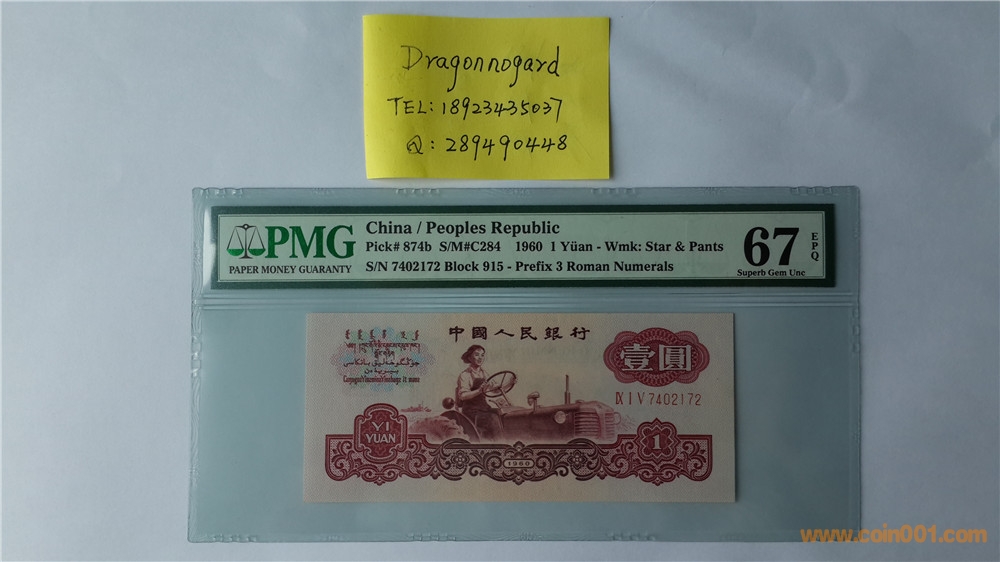 Dragonnogard
TEL: 18923435037
Q: 289490448
PMG
PAPER MONEY GUARANTY
China / Peoples Republic
Pick# 874b S/M#C284 1960 1 Yüan - Wmk: Star & Pants
S/N 7402172 Block 915 - Prefix 3 Roman Numerals
67
EPQ
Superb Gem Unc
中國人民銀行
壹圓
IX I V 7402172
YI
YUAN
1960
1
www.coin001.com